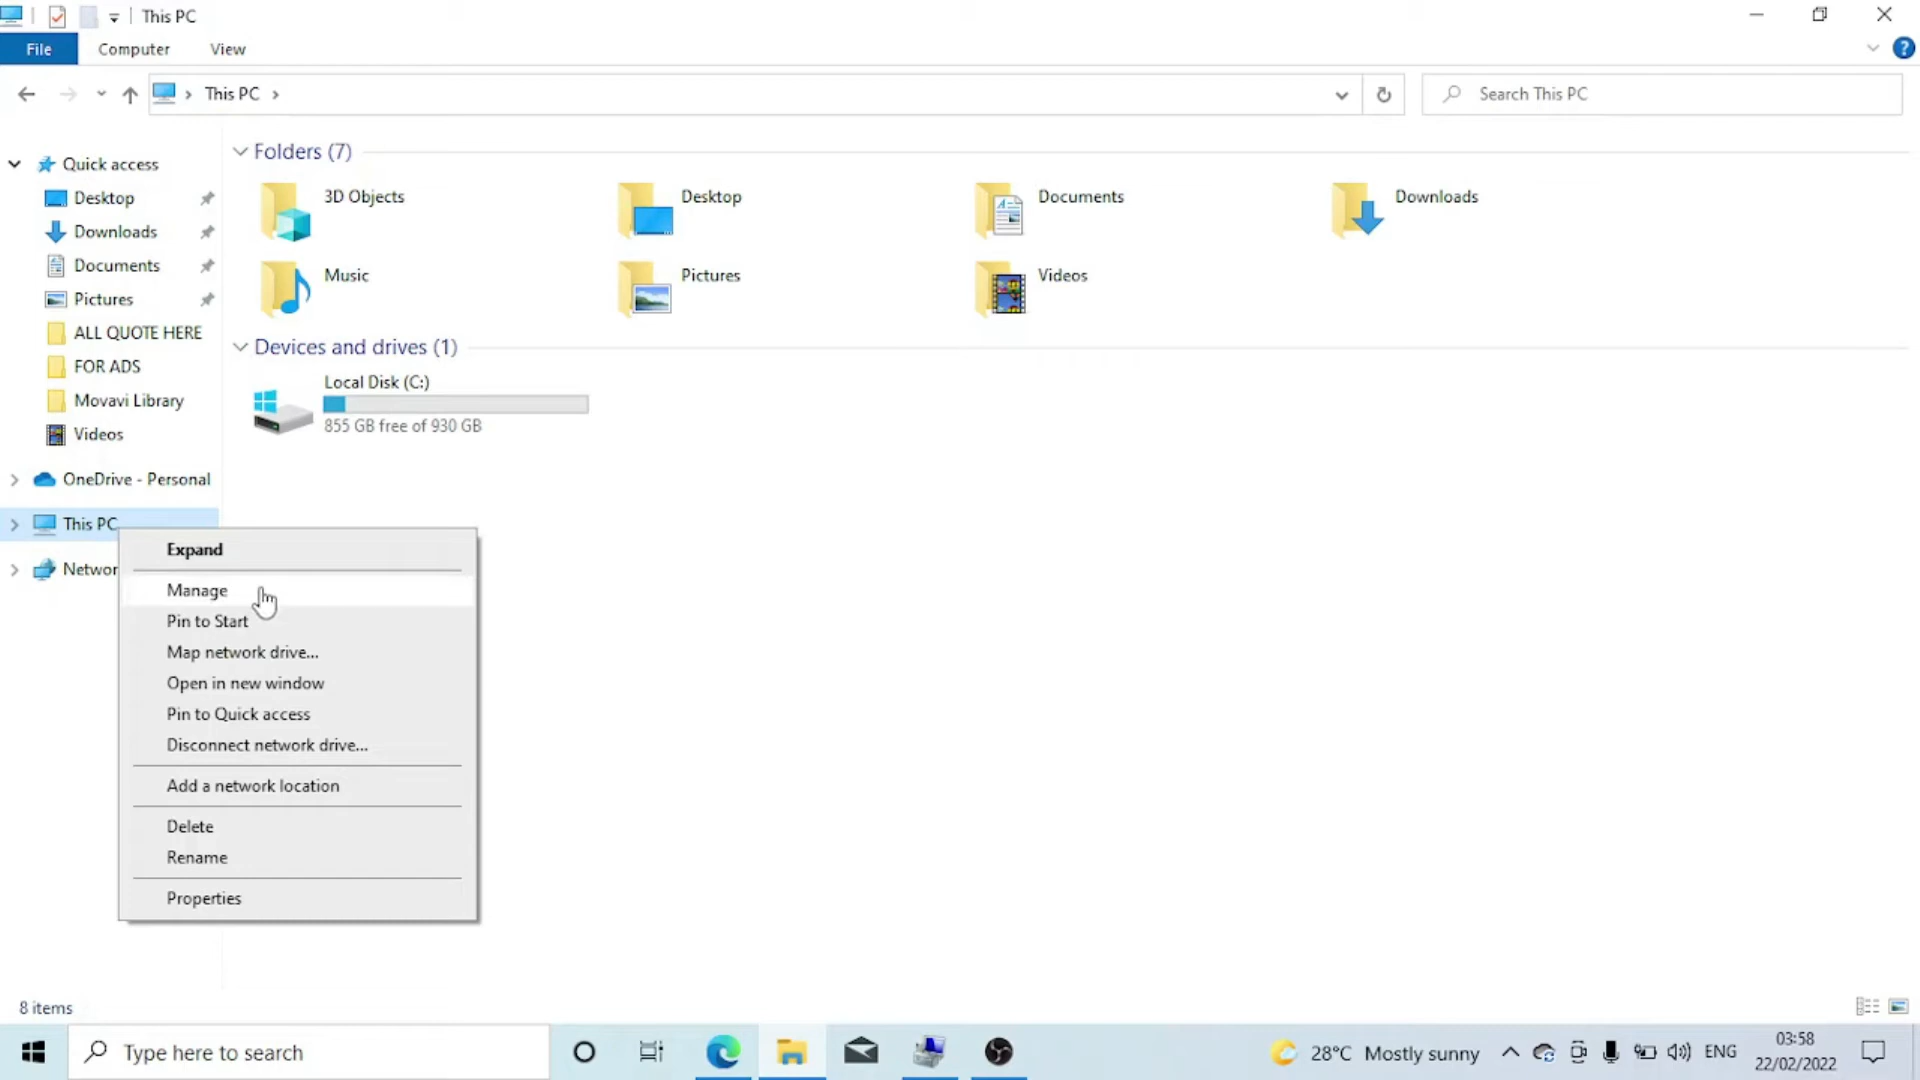 This PC
File
Computer
View
?
This PC
Search This PC
Quick access
Desktop
Downloads
Documents
Pictures
ALL QUOTE HERE
FOR ADS
Movavi Library
Videos
OneDrive - Personal
This PC
Networ
Folders (7)
3D Objects
Desktop
Documents
Downloads
Music
Pictures
Videos
Devices and drives (1)
Local Disk (C:)
855 GB free of 930 GB
Expand
Manage
Pin to Start
Map network drive...
Open in new window
Pin to Quick access
Disconnect network drive...
Add a network location
Delete
Rename
Properties
8 items
Type here to search
28°C Mostly sunny
ENG
03:58
22/02/2022